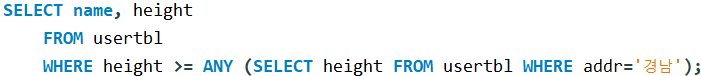 SELECT name, height
FROM usertbl
WHERE height >= ANY (SELECT height FROM usertbl WHERE addr='경남');